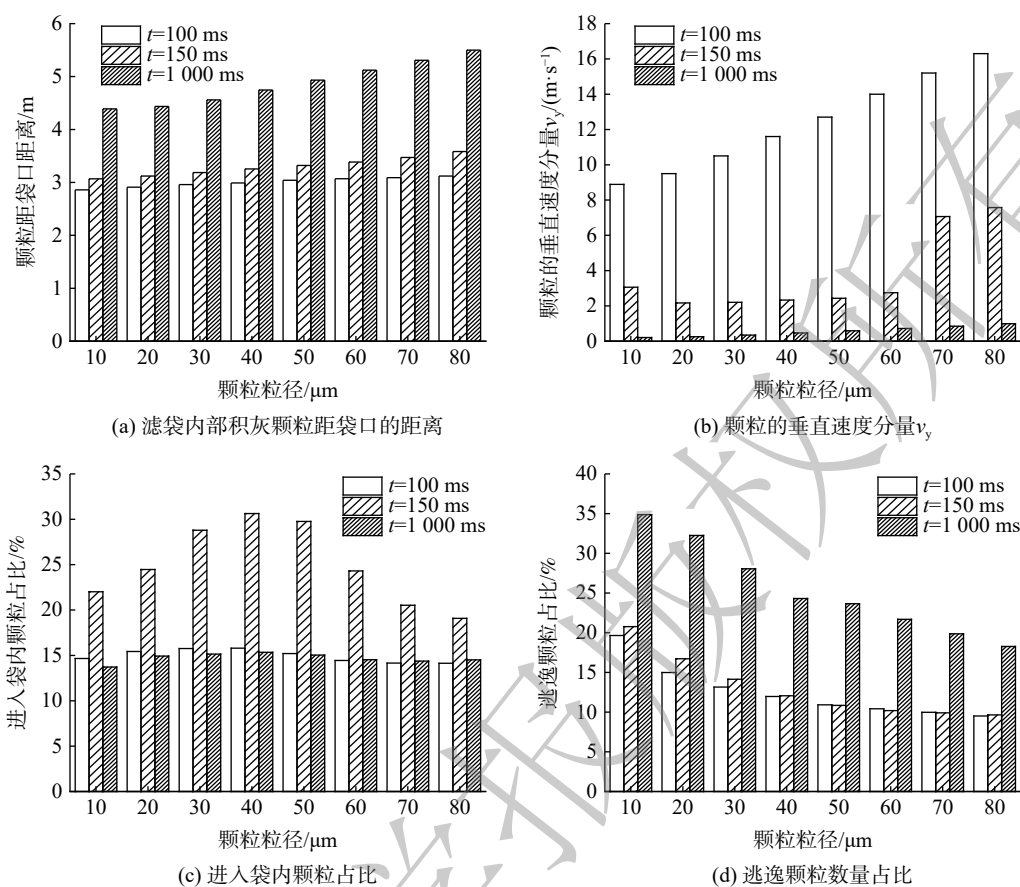 6
5
4
3
2
1
0
颗粒距袋口距离/m
t=100 ms
t=150 ms
t=1 000 ms
10 20 30 40 50 60 70 80
颗粒粒径/μm
(a) 滤袋内部积灰颗粒距袋口的距离
18
16
14
12
10
8
6
4
2
0
颗粒的垂直速度分量vy/(m·s−1)
t=100 ms
t=150 ms
t=1 000 ms
10 20 30 40 50 60 70 80
颗粒粒径/μm
(b) 颗粒的垂直速度分量vy
35
30
25
20
15
10
5
0
进入袋内颗粒占比/%
t=100 ms
t=150 ms
t=1 000 ms
10 20 30 40 50 60 70 80
颗粒粒径/μm
(c) 进入袋内颗粒占比
40
35
30
25
20
15
10
5
0
逃逸颗粒占比/%
t=100 ms
t=150 ms
t=1 000 ms
10 20 30 40 50 60 70 80
颗粒粒径/μm
(d) 逃逸颗粒数量占比
报版权所有